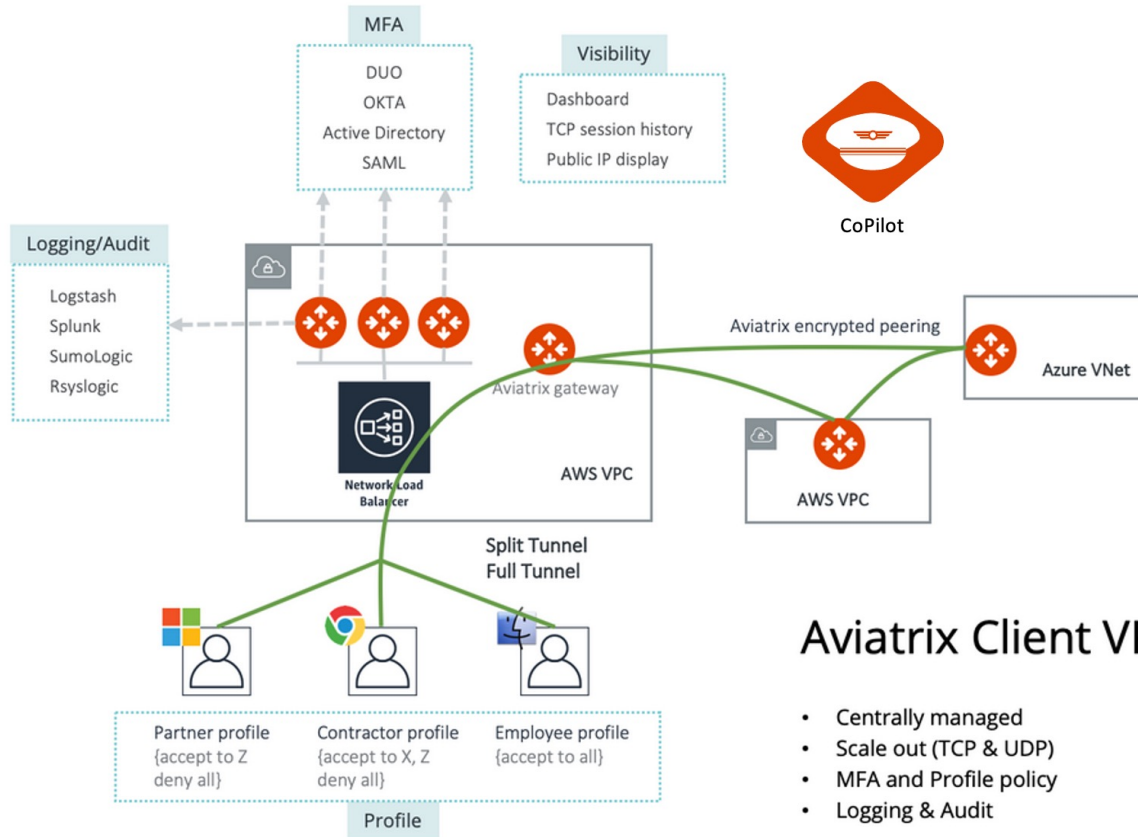 MFA
DUO
OKTA
Active Directory
SAML
Visibility
Dashboard
TCP session history
Public IP display
CoPilot
Logging/Audit
Logstash
Splunk
SumoLogic
Rsyslogic
Aviatrix encrypted peering
Azure VNet
Aviatrix gateway
Network Load
Balancer
AWS VPC
AWS VPC
Split Tunnel
Full Tunnel
Partner profile
{accept to Z
deny all}
Contractor profile
{accept to X, Z
deny all}
Employee profile
{accept to all}
Profile
Aviatrix Client
• Centrally managed
• Scale out (TCP & UDP)
• MFA and Profile policy
• Logging & Audit